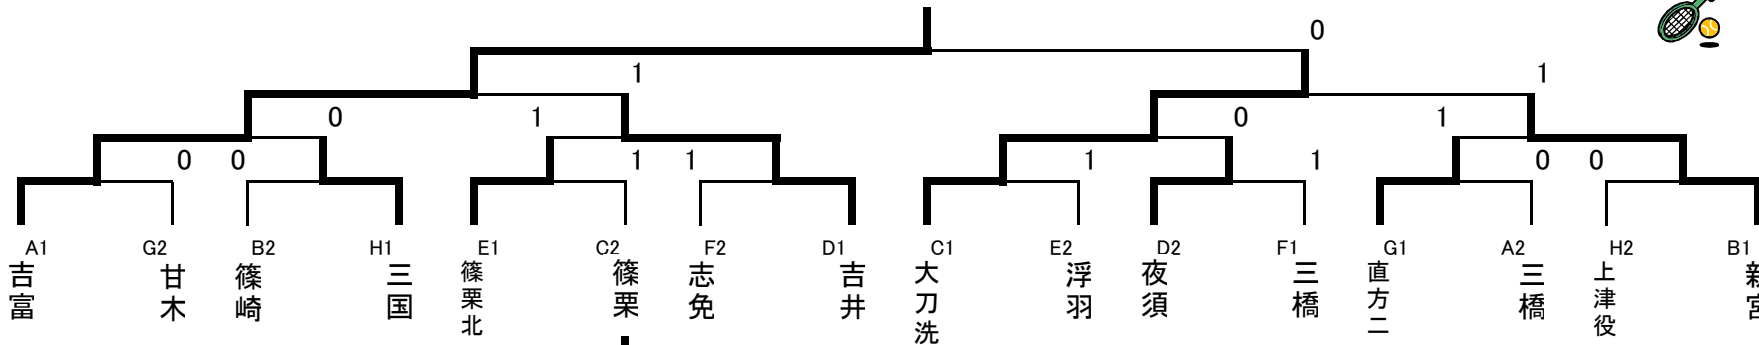 0
1 1
0 1 0 1
0 0 1 1 1 1 0 0
A1 G2 B2 H1 E1 C2 F2 D1 C1 E2 D2 F1 G1 A2 H2 B1
吉富 甘木 篠崎 三国 篠栗北 篠栗 志免 吉井 大刀洗 浮羽 夜須 三橋 直方二 三橋 上津役 新宮